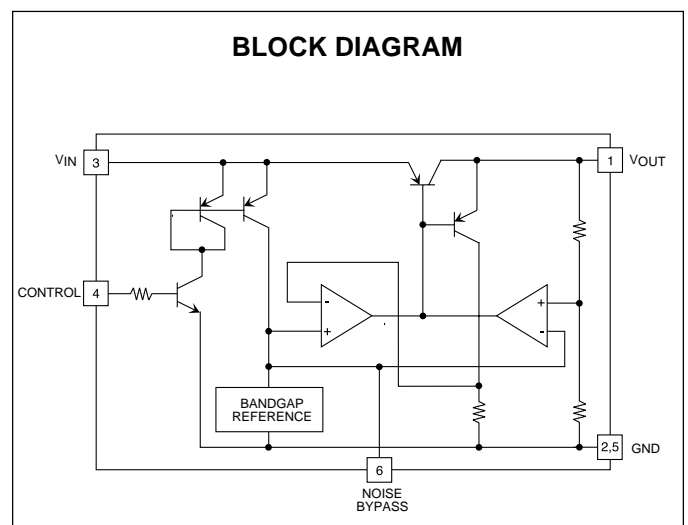 BLOCK DIAGRAM
VIN 3
1 VOUT
CONTROL 4
- +
+ -
BANDGAP
REFERENCE
2,5 GND
6
NOISE
BYPASS